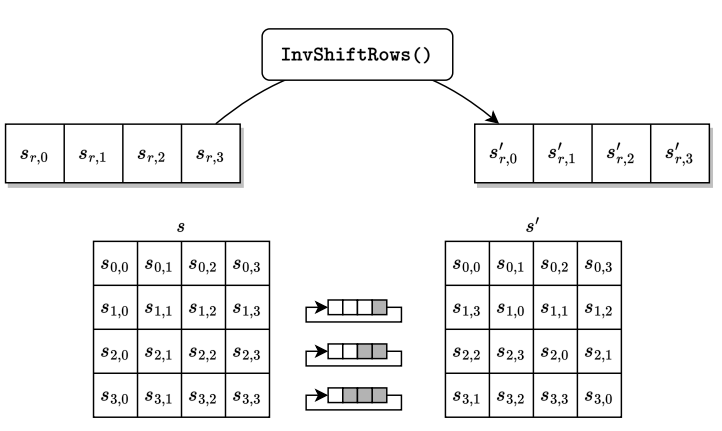 InvShiftRows()
s_{r,0} s_{r,1} s_{r,2} s_{r,3} s'_{r,0} s'_{r,1} s'_{r,2} s'_{r,3}
s s'
s_{0,0} s_{0,1} s_{0,2} s_{0,3} s_{0,0} s_{0,1} s_{0,2} s_{0,3}
s_{1,0} s_{1,1} s_{1,2} s_{1,3} s_{1,3} s_{1,0} s_{1,1} s_{1,2}
s_{2,0} s_{2,1} s_{2,2} s_{2,3} s_{2,2} s_{2,3} s_{2,0} s_{2,1}
s_{3,0} s_{3,1} s_{3,2} s_{3,3} s_{3,1} s_{3,2} s_{3,3} s_{3,0}